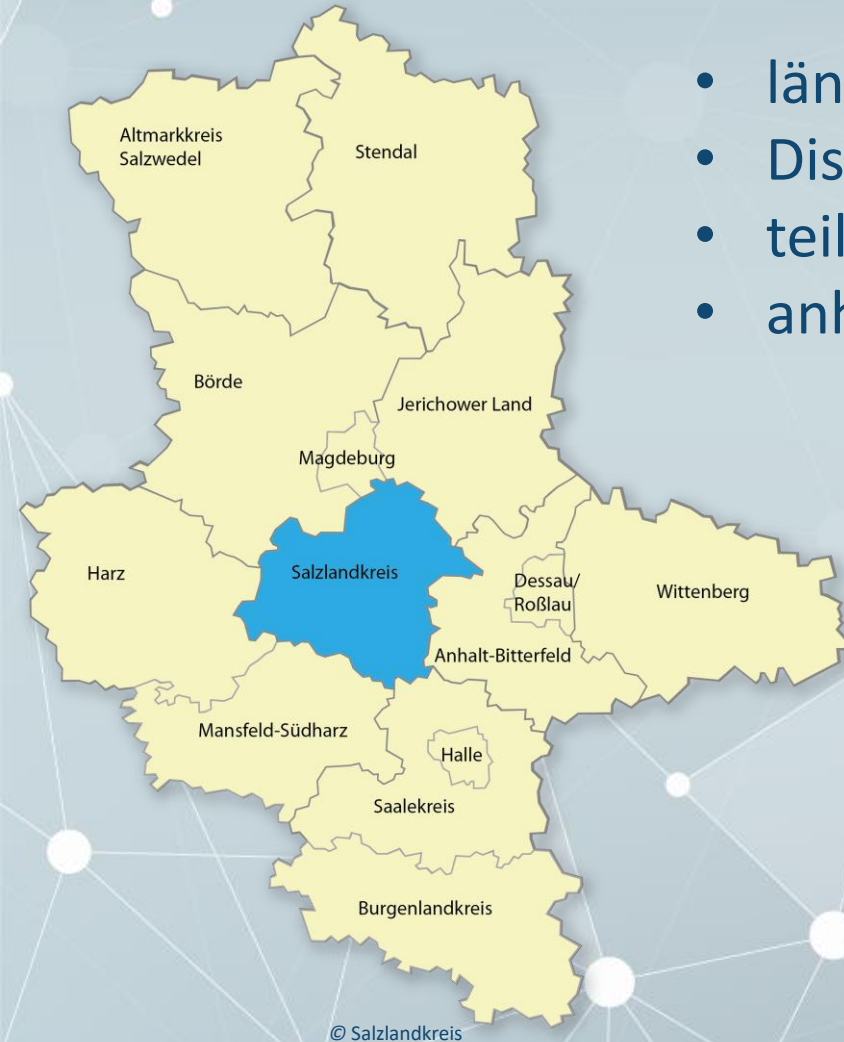 Altmarkkreis
Salzwedel
Stendal
Börde
Jerichower Land
Magdeburg
Harz
Salzlandkreis
Dessau/
Roßlau
Wittenberg
Anhalt-Bitterfeld
Mansfeld-Südharz
Halle
Saalekreis
Burgenlandkreis
© Salzlandkreis
• län
• Dis
• teil
• anh